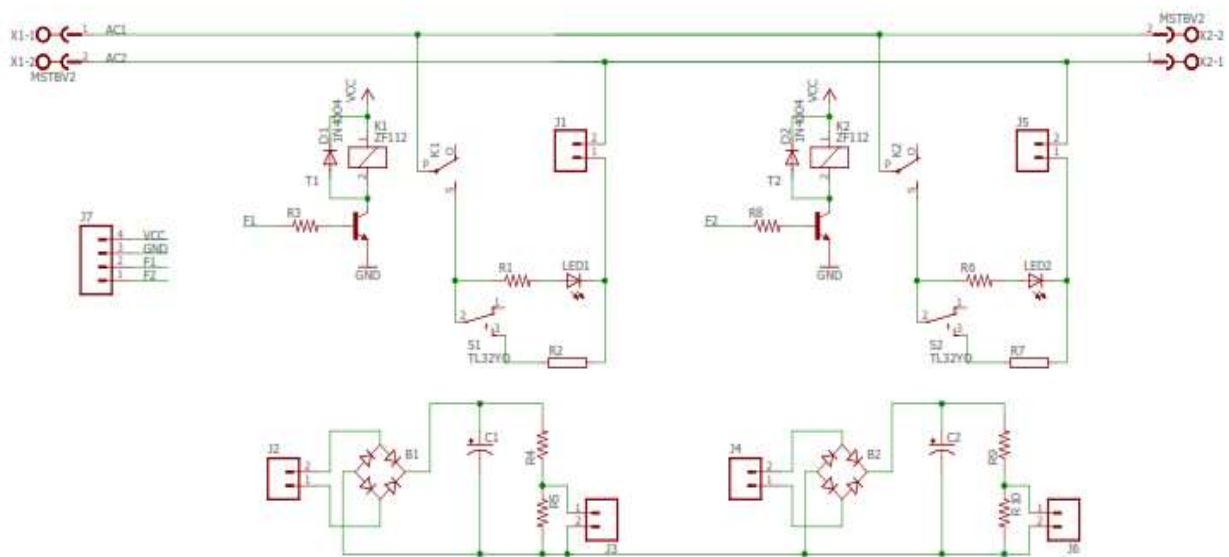 X1-1 1 AC1
X1-2 2 AC2
MSTBV2
MSTBV2
2 X2-2
1 X2-1
VCC
D1
1N4004
K1
ZF112
1
2
T1
F1 R3
GND
K1
P
O
S
J1
2
1
R1 LED1
2 1
3
S1
TL32YO
R2
VCC
D2
1N4004
K2
ZF112
1
2
T2
F2 R8
GND
K2
P
O
S
J5
2
1
R6 LED2
2 1
3
S2
TL32YO
R7
J7
4 VCC
3 GND
2 F1
1 F2
J2
2
1
B1
C1
R4
R5
1
2
J3
J4
2
1
B2
C2
R9
R10
1
2
J6